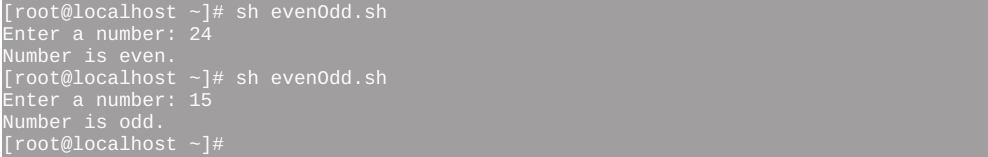 [root@localhost ~]# sh evenOdd.sh
Enter a number: 24
Number is even.
[root@localhost ~]# sh evenOdd.sh
Enter a number: 15
Number is odd.
[root@localhost ~]#